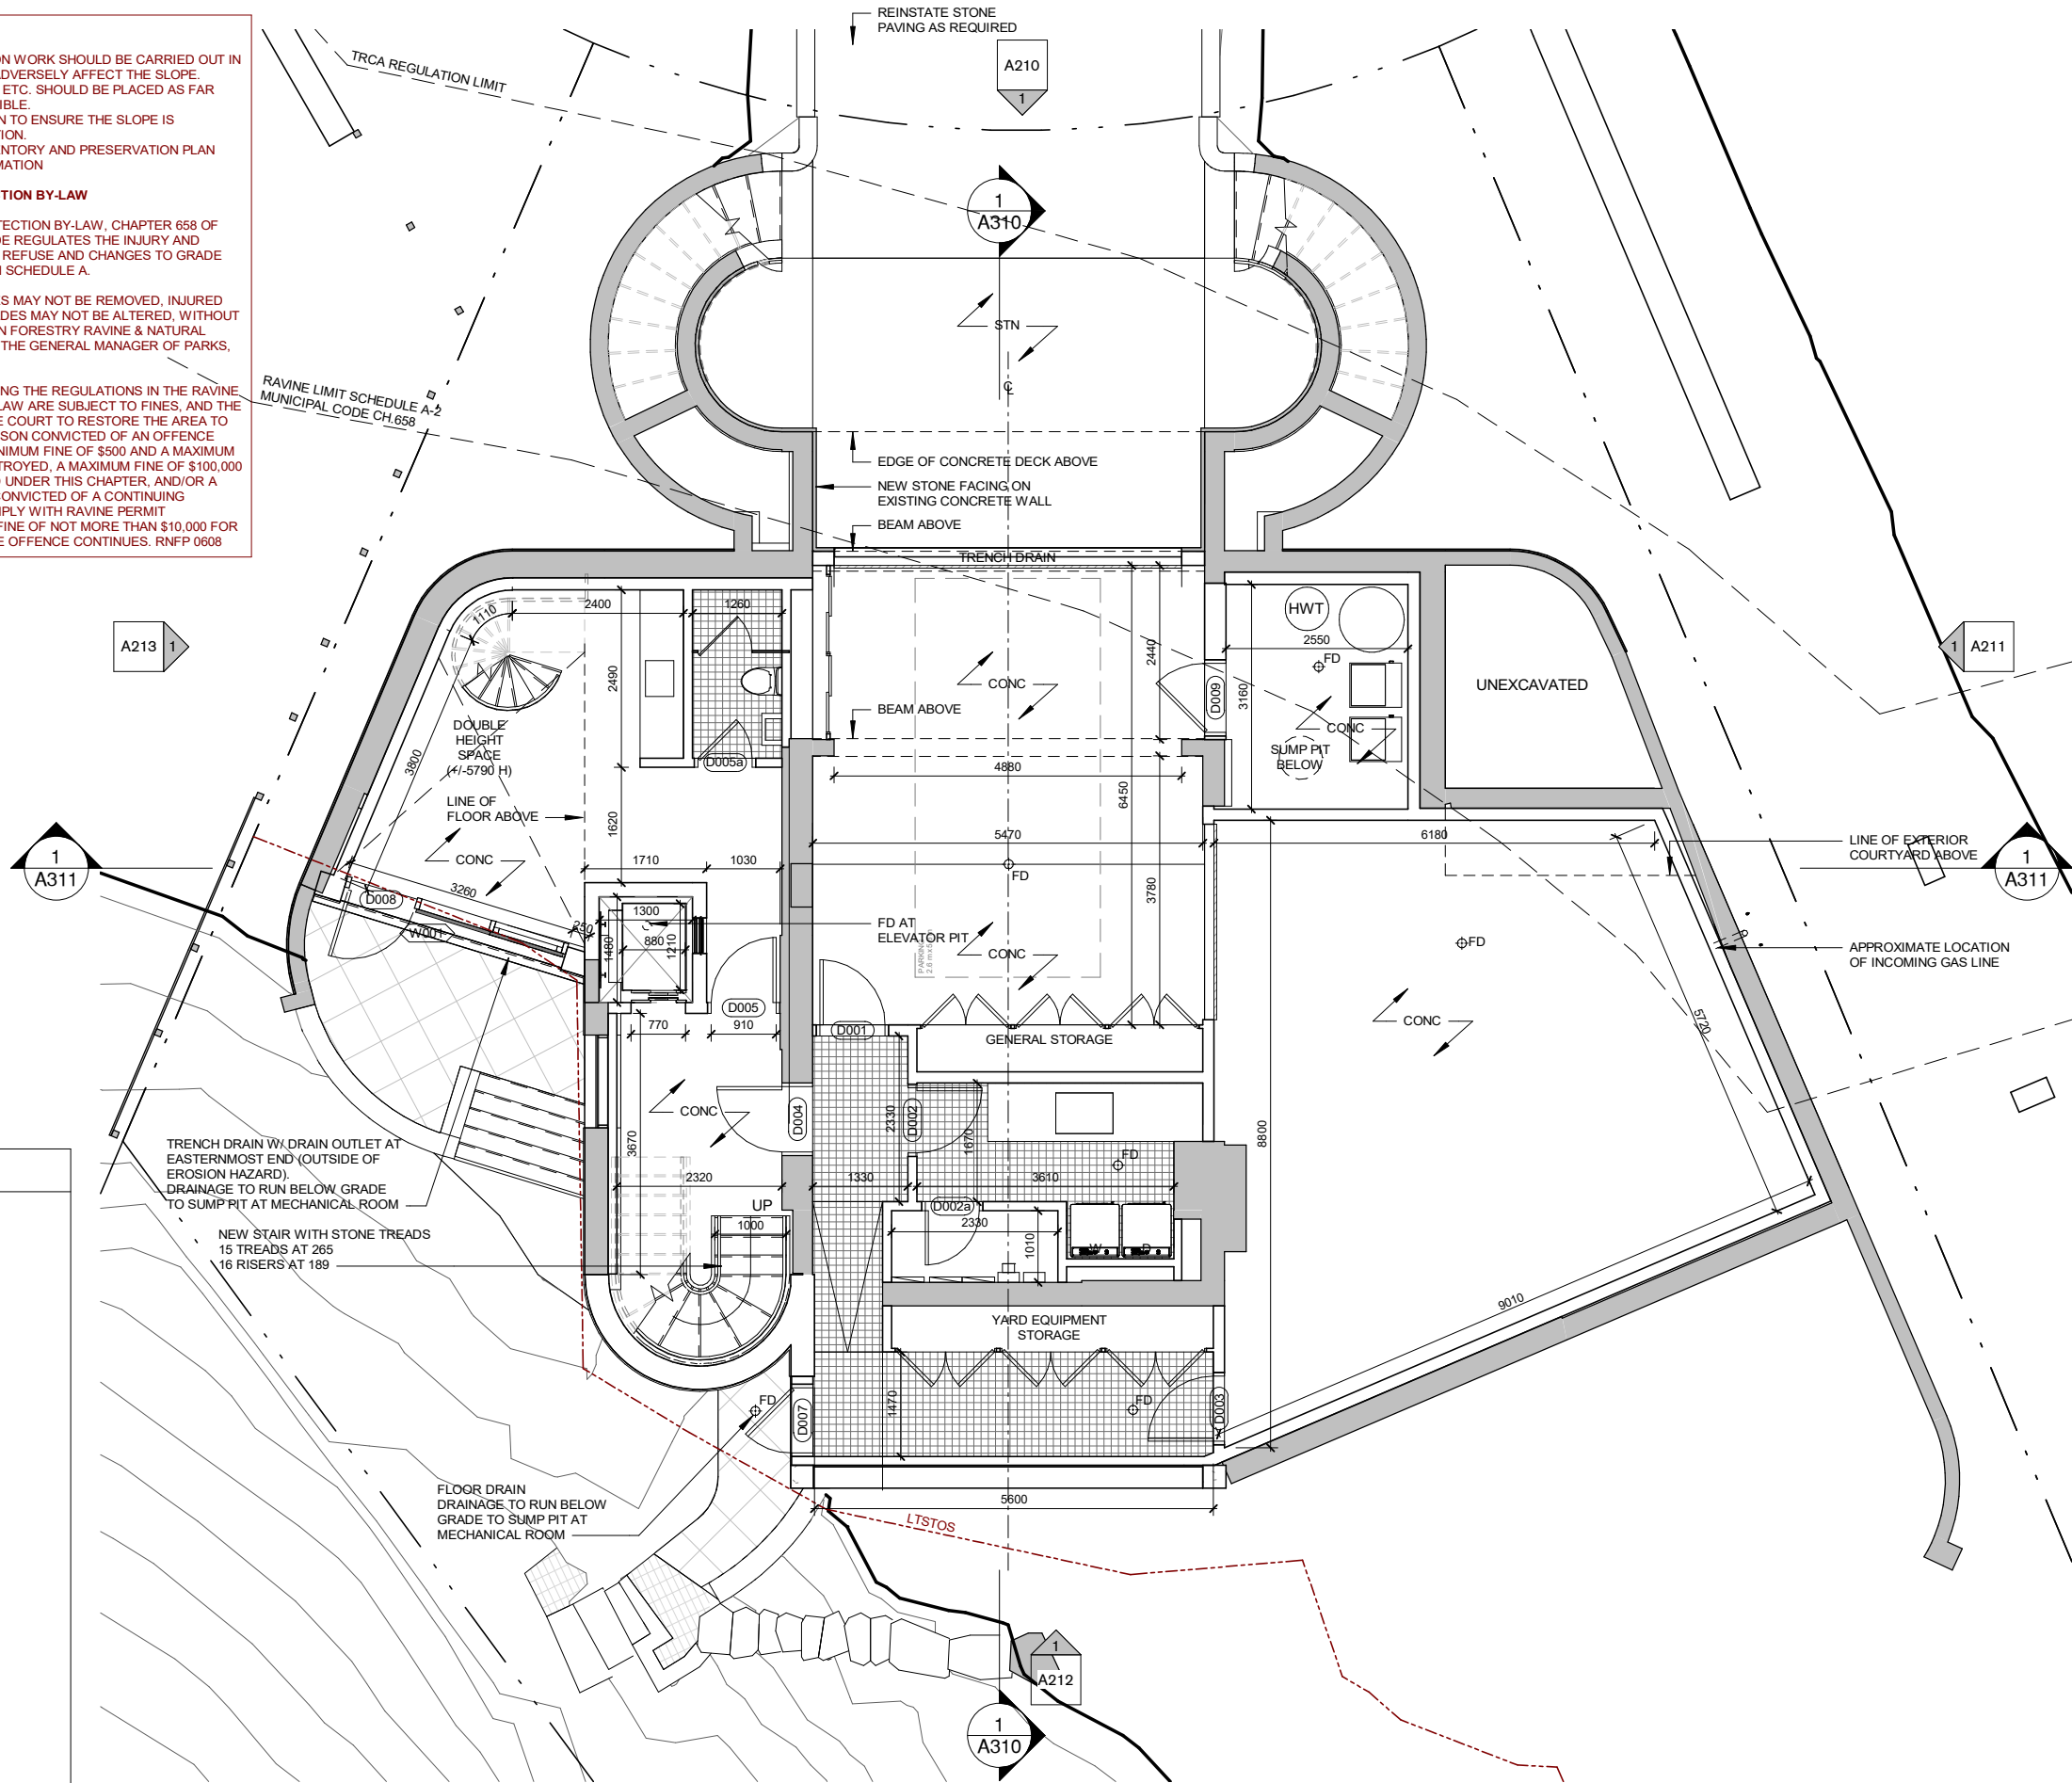 ON WORK SHOULD BE CARRIED OUT IN
ADVERSELY AFFECT THE SLOPE.
ETC. SHOULD BE PLACED AS FAR
IBLE.
N TO ENSURE THE SLOPE IS
TION.
ENTORY AND PRESERVATION PLAN
MATION
TION BY-LAW
TECTION BY-LAW, CHAPTER 658 OF
DE REGULATES THE INJURY AND
REFUSE AND CHANGES TO GRADE
N SCHEDULE A.
ES MAY NOT BE REMOVED, INJURED
ADES MAY NOT BE ALTERED, WITHOUT
N FORESTRY RAVINE & NATURAL
THE GENERAL MANAGER OF PARKS,
ING THE REGULATIONS IN THE RAVINE
LAW ARE SUBJECT TO FINES, AND THE
E COURT TO RESTORE THE AREA TO
SON CONVICTED OF AN OFFENCE
NIMUM FINE OF $500 AND A MAXIMUM
TROYED, A MAXIMUM FINE OF $100,000
UNDER THIS CHAPTER, AND/OR A
CONVICTED OF A CONTINUING
MPLY WITH RAVINE PERMIT
FINE OF NOT MORE THAN $10,000 FOR
E OFFENCE CONTINUES. RNFP 0608
REINSTATE STONE
PAVING AS REQUIRED
TRCA REGULATION LIMIT
A210
1
1
A310
STN
RAVINE LIMIT SCHEDULE A-2
MUNICIPAL CODE CH.658
EDGE OF CONCRETE DECK ABOVE
NEW STONE FACING ON
EXISTING CONCRETE WALL
BEAM ABOVE
TRENCH DRAIN
2400
1260
1110
HWT
2550
FD
A213 1
1 A211
2490
2440
3160
CONC
D009
UNEXCAVATED
DOUBLE
HEIGHT
SPACE
(+/-5790 H)
BEAM ABOVE
CONC
SUMP PIT
BELOW
D005a
3800
4880
6450
LINE OF
FLOOR ABOVE
1620
5470
6180
LINE OF EXTERIOR
COURTYARD ABOVE
1
A311
1
A311
CONC
1710
1030
FD
3780
3260
D008
W001
250
1300
1480
880
1210
FD AT
ELEVATOR PIT
CONC
FD
APPROXIMATE LOCATION
OF INCOMING GAS LINE
D005
770
910
D001
GENERAL STORAGE
CONC
5720
CONC
D004
2330
D002
1670
8800
TRENCH DRAIN W/ DRAIN OUTLET AT
EASTERNMOST END (OUTSIDE OF
EROSION HAZARD).
DRAINAGE TO RUN BELOW GRADE
TO SUMP PIT AT MECHANICAL ROOM
3670
2320
1330
3610
FD
UP
1000
D002a
2330
1010
W
D
NEW STAIR WITH STONE TREADS
15 TREADS AT 265
16 RISERS AT 189
9010
YARD EQUIPMENT
STORAGE
FD
D007
1470
FD
D003
FLOOR DRAIN
DRAINAGE TO RUN BELOW
GRADE TO SUMP PIT AT
MECHANICAL ROOM
5600
LTSTOS
1
A212
1
A310